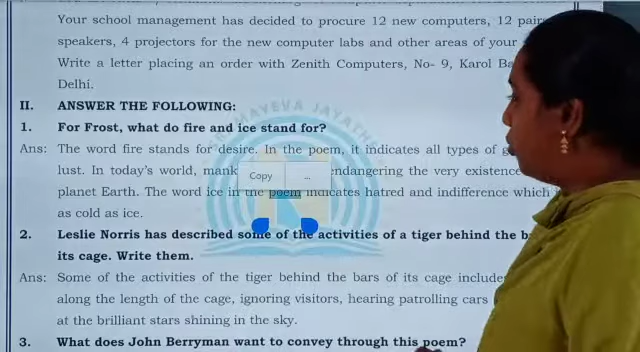 Your school management has decided to procure 12 new computers, 12
speakers, 4 projectors for the new computer labs and other areas of your
Write a letter placing an order with Zenith Computers, No- 9, Karol
Delhi.
II. ANSWER THE FOLLOWING:
1. For Frost, what do fire and ice stand for?
Ans: The word fire stands for desire. In the poem, it indicates all types of
lust. In today's world, endangering the very existence
Copy ...
planet Earth. The word ice in the poem indicates hatred and indifference which
as cold as ice.
2. Leslie Norris has described some of the activities of a tiger behind the
its cage. Write them.
Ans: Some of the activities of the tiger behind the bars of its cage include
along the length of the cage, ignoring visitors, hearing patrolling cars
at the brilliant stars shining in the sky.
3. What does John Berryman want to convey through this poem?